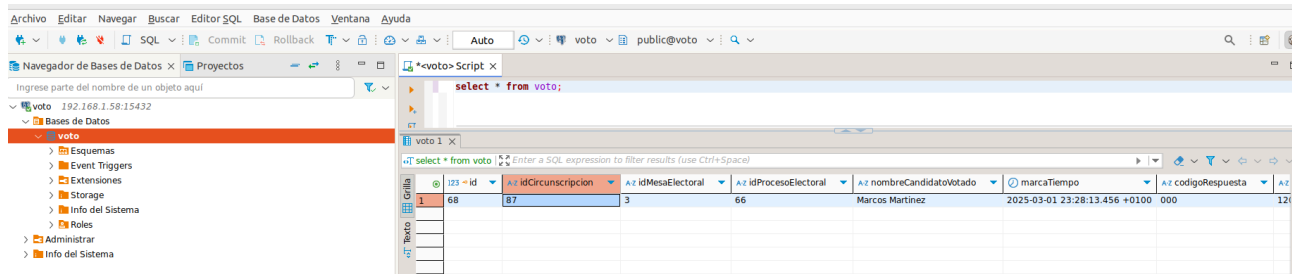 Archivo Editar Navegar Buscar Editor SQL Base de Datos Ventana Ayuda
SQL Commit Rollback Auto voto public@voto
Navegador de Bases de Datos Proyectos
Ingrese parte del nombre de un objeto aquí
voto 192.168.1.58:15432
Bases de Datos
voto
Esquemas
Event Triggers
Extensiones
Storage
Info del Sistema
Roles
Administrar
Info del Sistema
*<voto> Script
select * from voto;
voto 1
select * from voto Enter a SQL expression to filter results (use Ctrl+Space)
Grilla
Texto
123 id A-Z idCircunscripcion A-Z idMesaElectoral A-Z idProcesoElectoral A-Z nombreCandidatoVotado marcaTiempo A-Z codigoRespuesta A-Z
1 68 87 3 66 Marcos Martinez 2025-03-01 23:28:13.456 +0100 000